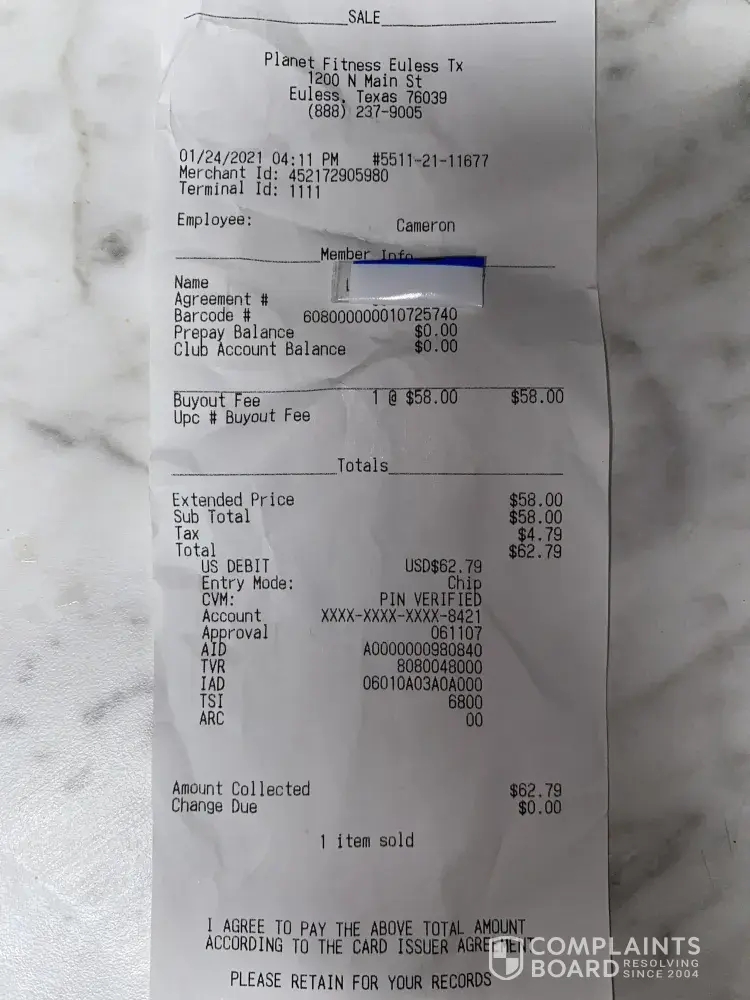 SALE
Planet Fitness Euless Tx
1200 N Main St
Euless, Texas 76039
(888) 237-9005
01/24/2021 04:11 PM #5511-21-11677
Merchant Id: 452172905980
Terminal Id: 1111
Employee: Cameron
Member Info
Name
Agreement #
Barcode # 608000000010725740
Prepay Balance $0.00
Club Account Balance $0.00
Buyout Fee 1 @ $58.00 $58.00
Upc # Buyout Fee
Totals
Extended Price $58.00
Sub Total $58.00
Tax $4.79
Total $62.79
US DEBIT USD$62.79
Entry Mode: Chip
CVM: PIN VERIFIED
Account XXXX-XXXX-XXXX-8421
Approval 061107
AID A0000000980840
TVR 8080048000
IAD 06010A03A0A000
TSI 6800
ARC 00
Amount Collected $62.79
Change Due $0.00
1 item sold
I AGREE TO PAY THE ABOVE TOTAL AMOUNT
ACCORDING TO THE CARD ISSUER AGREEMENT
PLEASE RETAIN FOR YOUR RECORDS
COMPLAINTS
BOARD RESOLVING
SINCE 2004